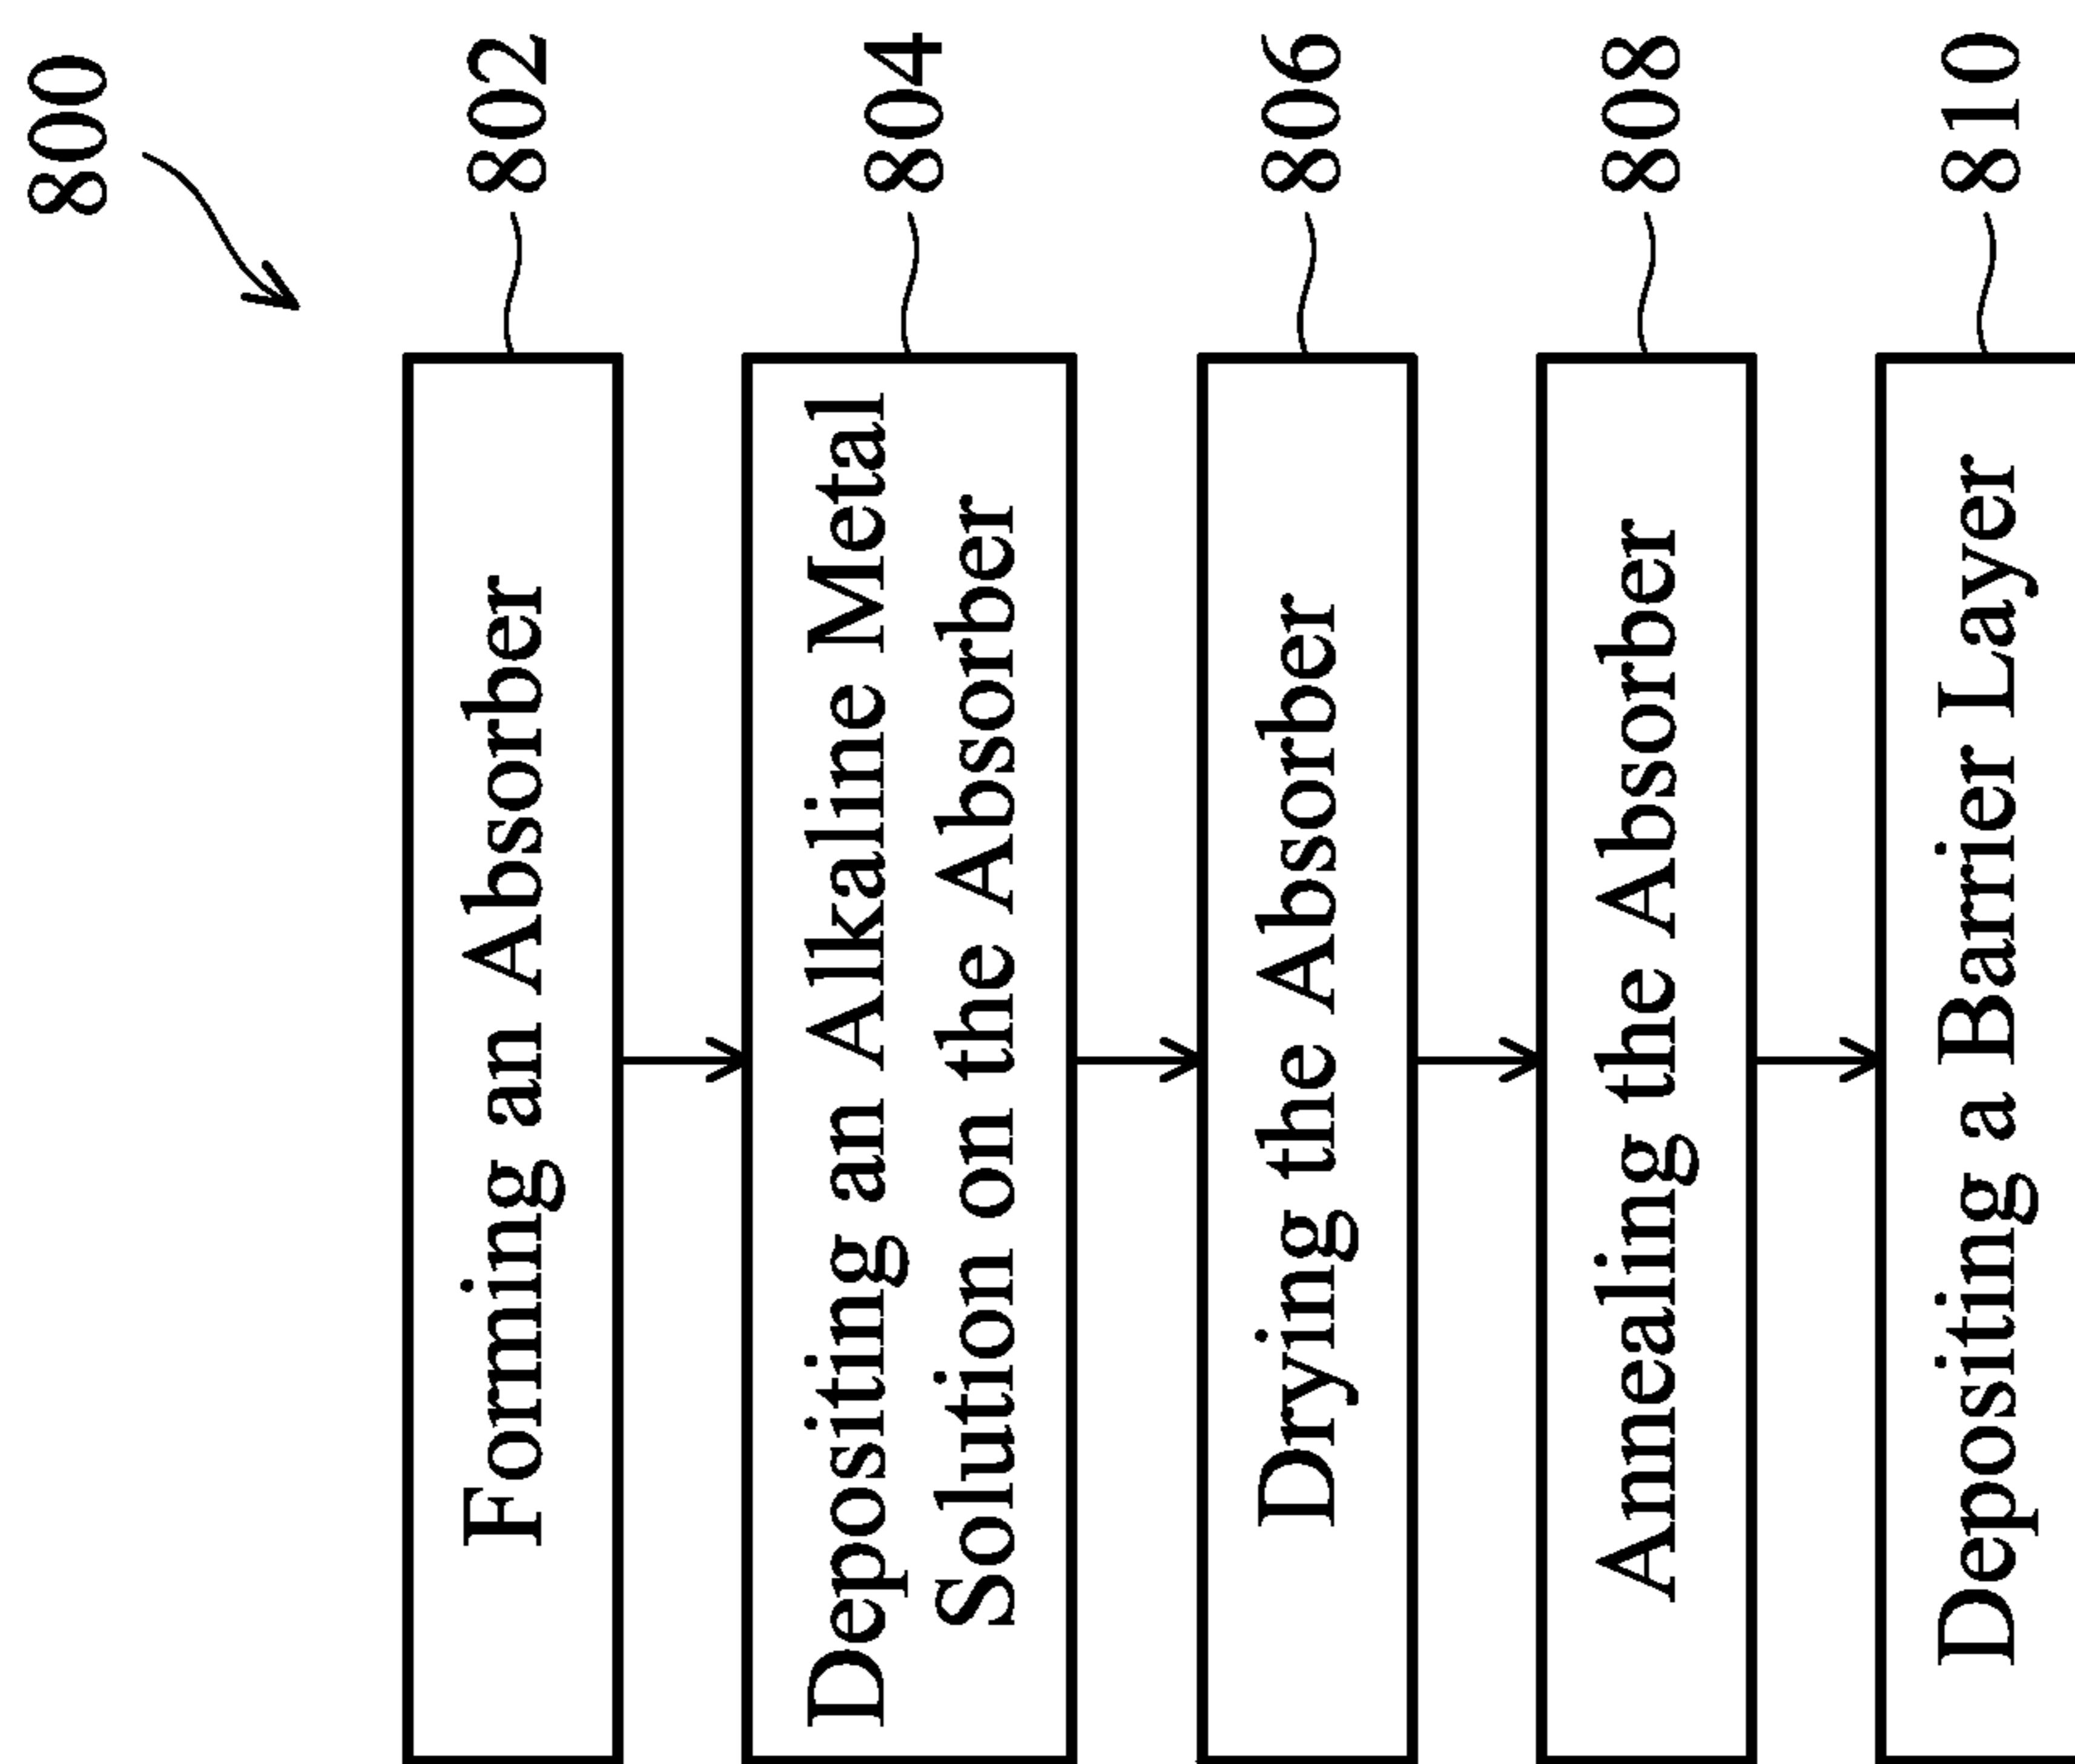 800
Forming an Absorber
802
Depositing an Alkaline Metal
Solution on the Absorber
804
Drying the Absorber
806
Annealing the Absorber
808
Depositing a Barrier Layer
810